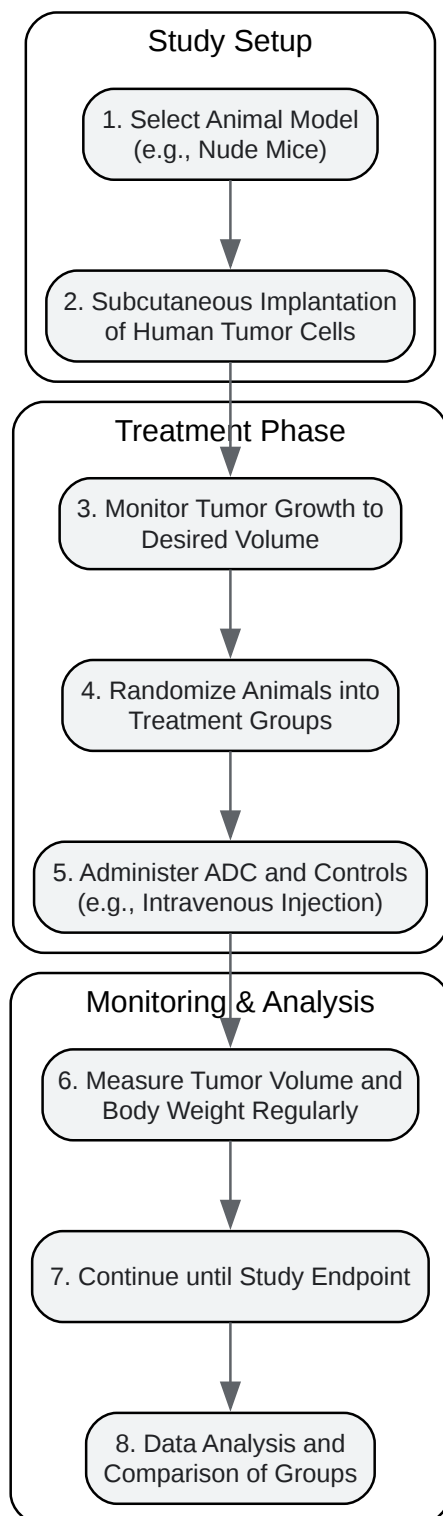 Study Setup
1. Select Animal Model
(e.g., Nude Mice)
2. Subcutaneous Implantation
of Human Tumor Cells
Treatment Phase
3. Monitor Tumor Growth to
Desired Volume
4. Randomize Animals into
Treatment Groups
5. Administer ADC and Controls
(e.g., Intravenous Injection)
Monitoring & Analysis
6. Measure Tumor Volume and
Body Weight Regularly
7. Continue until Study Endpoint
8. Data Analysis and
Comparison of Groups